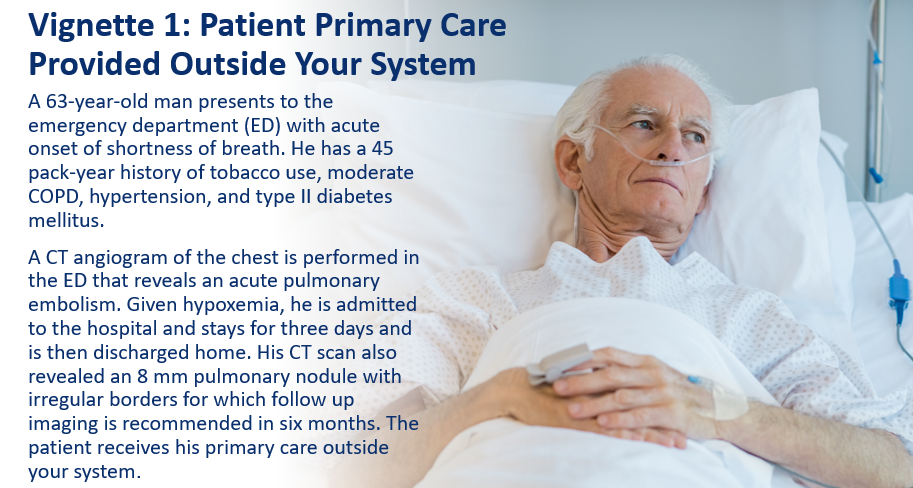 Vignette 1: Patient Primary Care
Provided Outside Your System
A 63-year-old man presents to the
emergency department (ED) with acute
onset of shortness of breath. He has a 45
pack-year history of tobacco use, moderate
COPD, hypertension, and type II diabetes
mellitus.
A CT angiogram of the chest is performed in
the ED that reveals an acute pulmonary
embolism. Given hypoxemia, he is admitted
to the hospital and stays for three days and
is then discharged home. His CT scan also
revealed an 8 mm pulmonary nodule with
irregular borders for which follow up
imaging is recommended in six months. The
patient receives his primary care outside
your system.